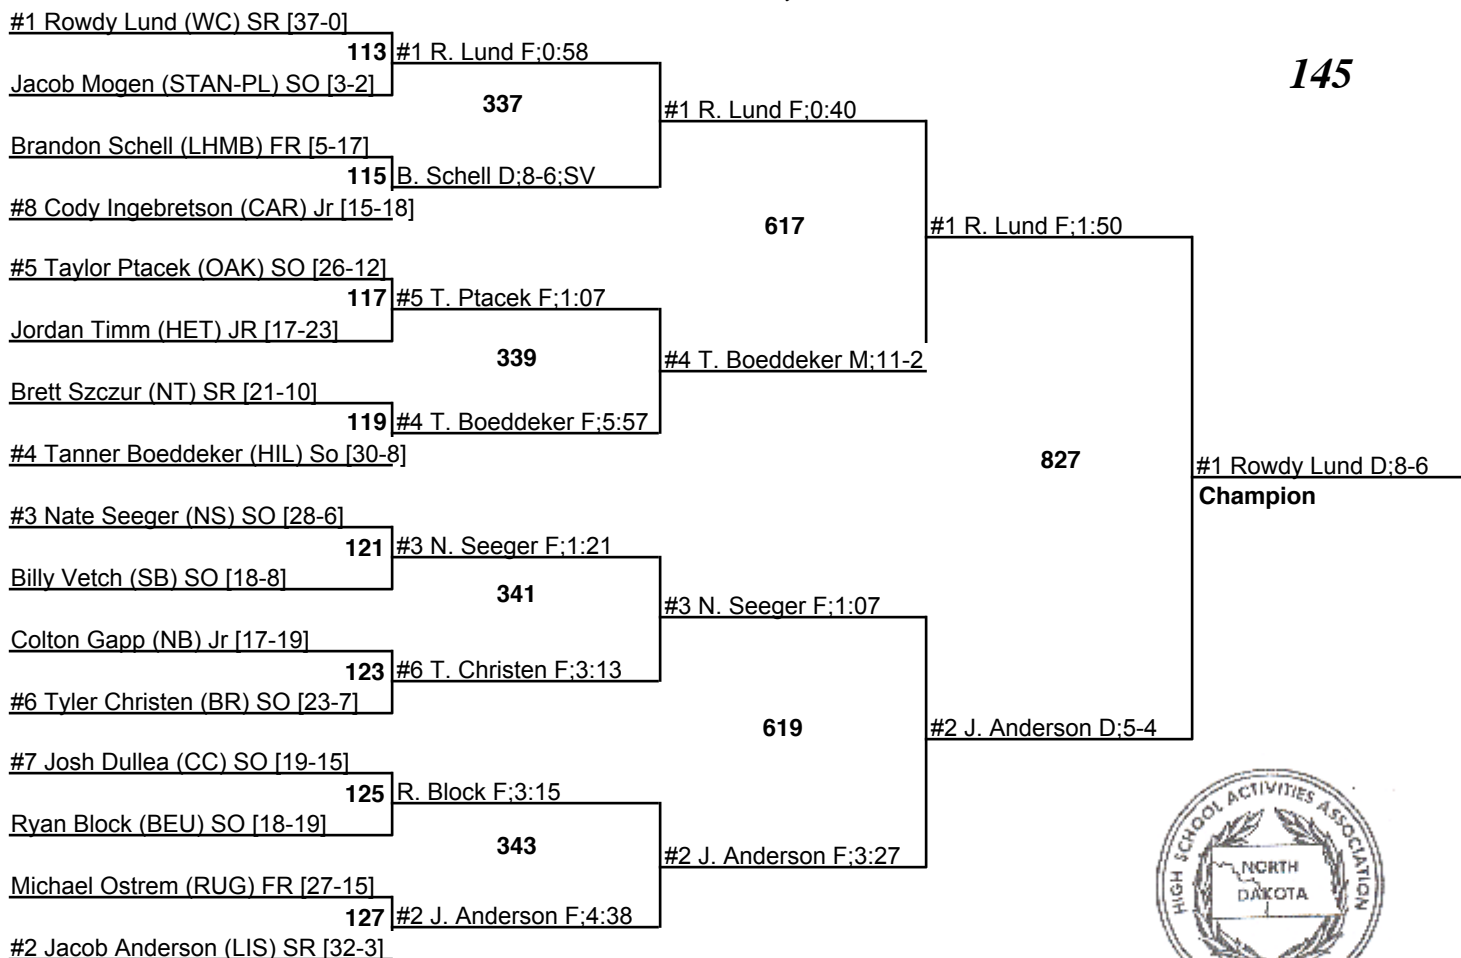 #1 Rowdy Lund (WC) SR [37-0]
113 #1 R. Lund F;0:58
145
Jacob Mogen (STAN-PL) SO [3-2]
337
#1 R. Lund F;0:40
Brandon Schell (LHMB) FR [5-17]
115 B. Schell D;8-6;SV
#8 Cody Ingebretson (CAR) Jr [15-18]
617
#1 R. Lund F;1:50
#5 Taylor Ptacek (OAK) SO [26-12]
117 #5 T. Ptacek F;1:07
Jordan Timm (HET) JR [17-23]
339
#4 T. Boeddeker M;11-2
Brett Szczur (NT) SR [21-10]
119 #4 T. Boeddeker F;5:57
#4 Tanner Boeddeker (HIL) So [30-8]
827
#1 Rowdy Lund D;8-6
Champion
#3 Nate Seeger (NS) SO [28-6]
121 #3 N. Seeger F;1:21
Billy Vetch (SB) SO [18-8]
341
#3 N. Seeger F;1:07
Colton Gapp (NB) Jr [17-19]
123 #6 T. Christen F;3:13
#6 Tyler Christen (BR) SO [23-7]
619
#2 J. Anderson D;5-4
#7 Josh Dullea (CC) SO [19-15]
125 R. Block F;3:15
Ryan Block (BEU) SO [18-19]
343
#2 J. Anderson F;3:27
Michael Ostrem (RUG) FR [27-15]
127 #2 J. Anderson F;4:38
#2 Jacob Anderson (LIS) SR [32-3]
HIGH SCHOOL ACTIVITIES ASSOCIATION
NORTH
DAKOTA